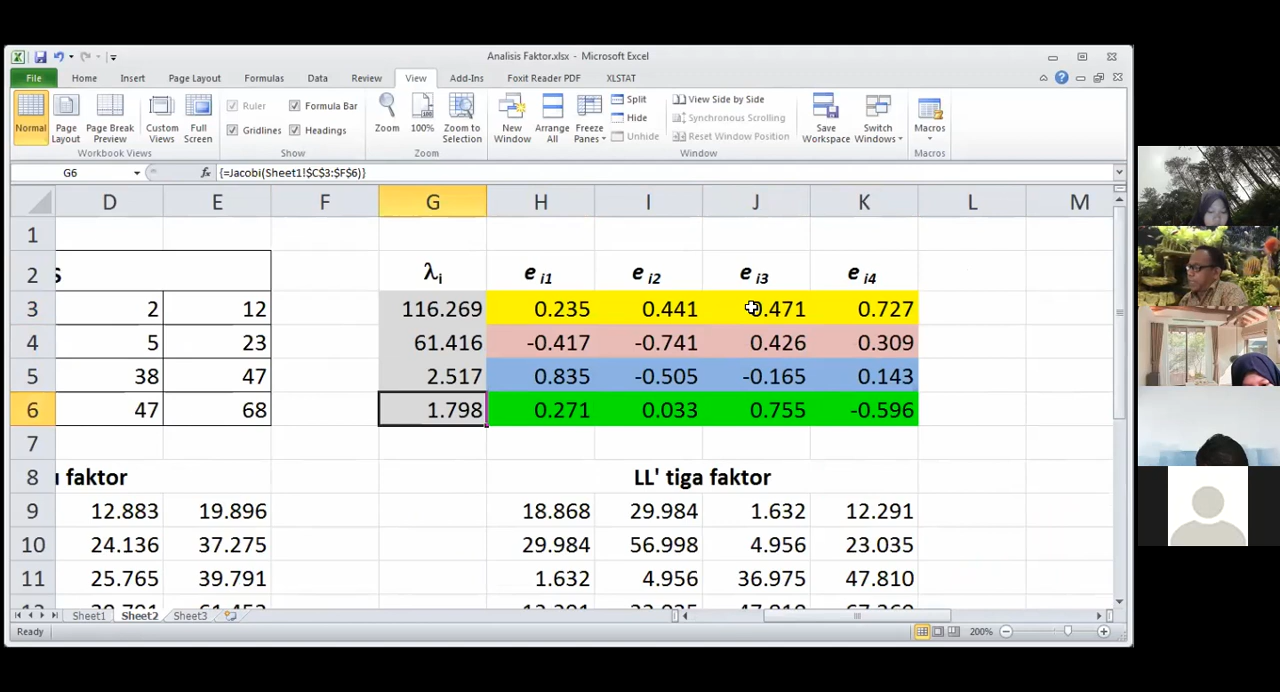 Analisis Faktor.xlsx - Microsoft Excel
File Home Insert Page Layout Formulas Data Review View Add-Ins Foxit Reader PDF XLSTAT
Normal
Page Layout
Page Break Preview
Custom Views
Full Screen
Workbook Views
Ruler
Formula Bar
Gridlines
Headings
Show
Zoom
100%
Zoom to Selection
Zoom
New Window
Arrange All
Freeze Panes
Split
Hide
Unhide
View Side by Side
Synchronous Scrolling
Reset Window Position
Window
Save Workspace
Switch Windows
Macros
Macros
G6 fx {=Jacobi(Sheet1!$C$3:$F$6)}
D E F G H I J K L M
1
2 S λi e i1 e i2 e i3 e i4
3 2 12 116.269 0.235 0.441 0.471 0.727
4 5 23 61.416 -0.417 -0.741 0.426 0.309
5 38 47 2.517 0.835 -0.505 -0.165 0.143
6 47 68 1.798 0.271 0.033 0.755 -0.596
7
8 faktor LL' tiga faktor
9 12.883 19.896 18.868 29.984 1.632 12.291
10 24.136 37.275 29.984 56.998 4.956 23.035
11 25.765 39.791 1.632 4.956 36.975 47.810
Sheet1 Sheet2 Sheet3
Ready 200%